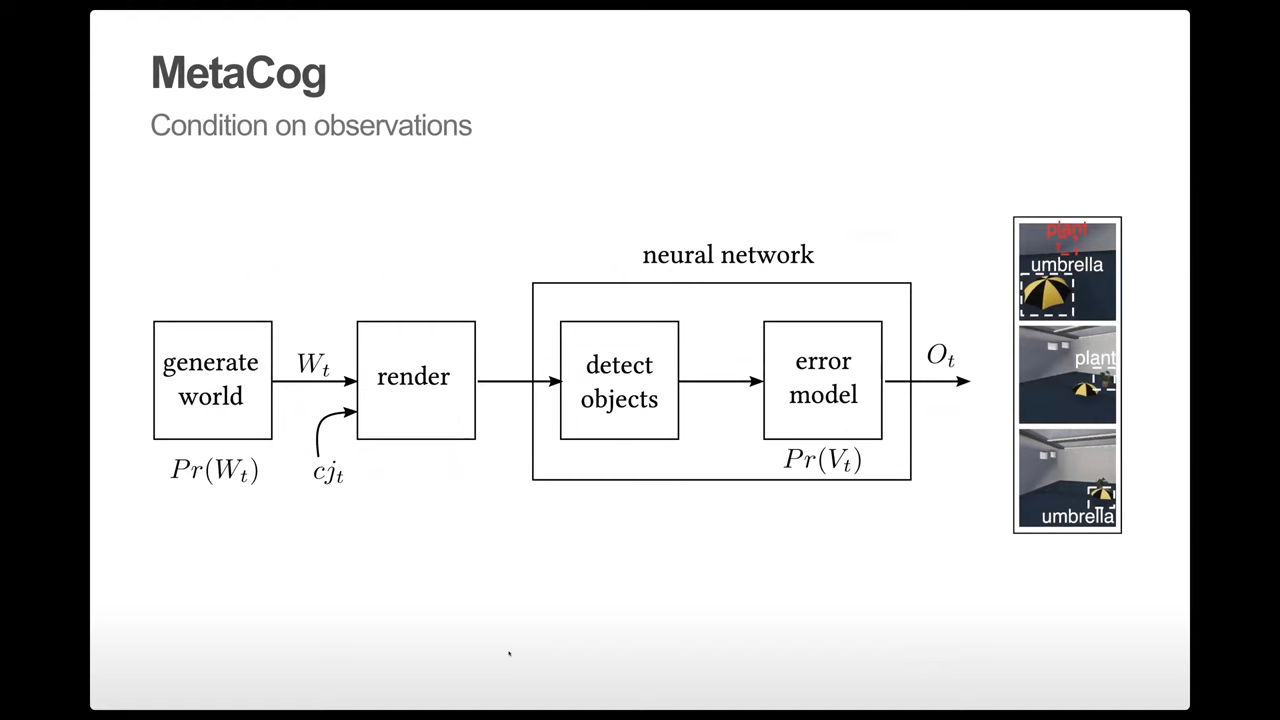 MetaCog
Condition on observations
neural network
generate
world
W_t
render
detect
objects
error
model
O_t
Pr(W_t)
cj_t
Pr(V_t)
plant
umbrella
plant
umbrella